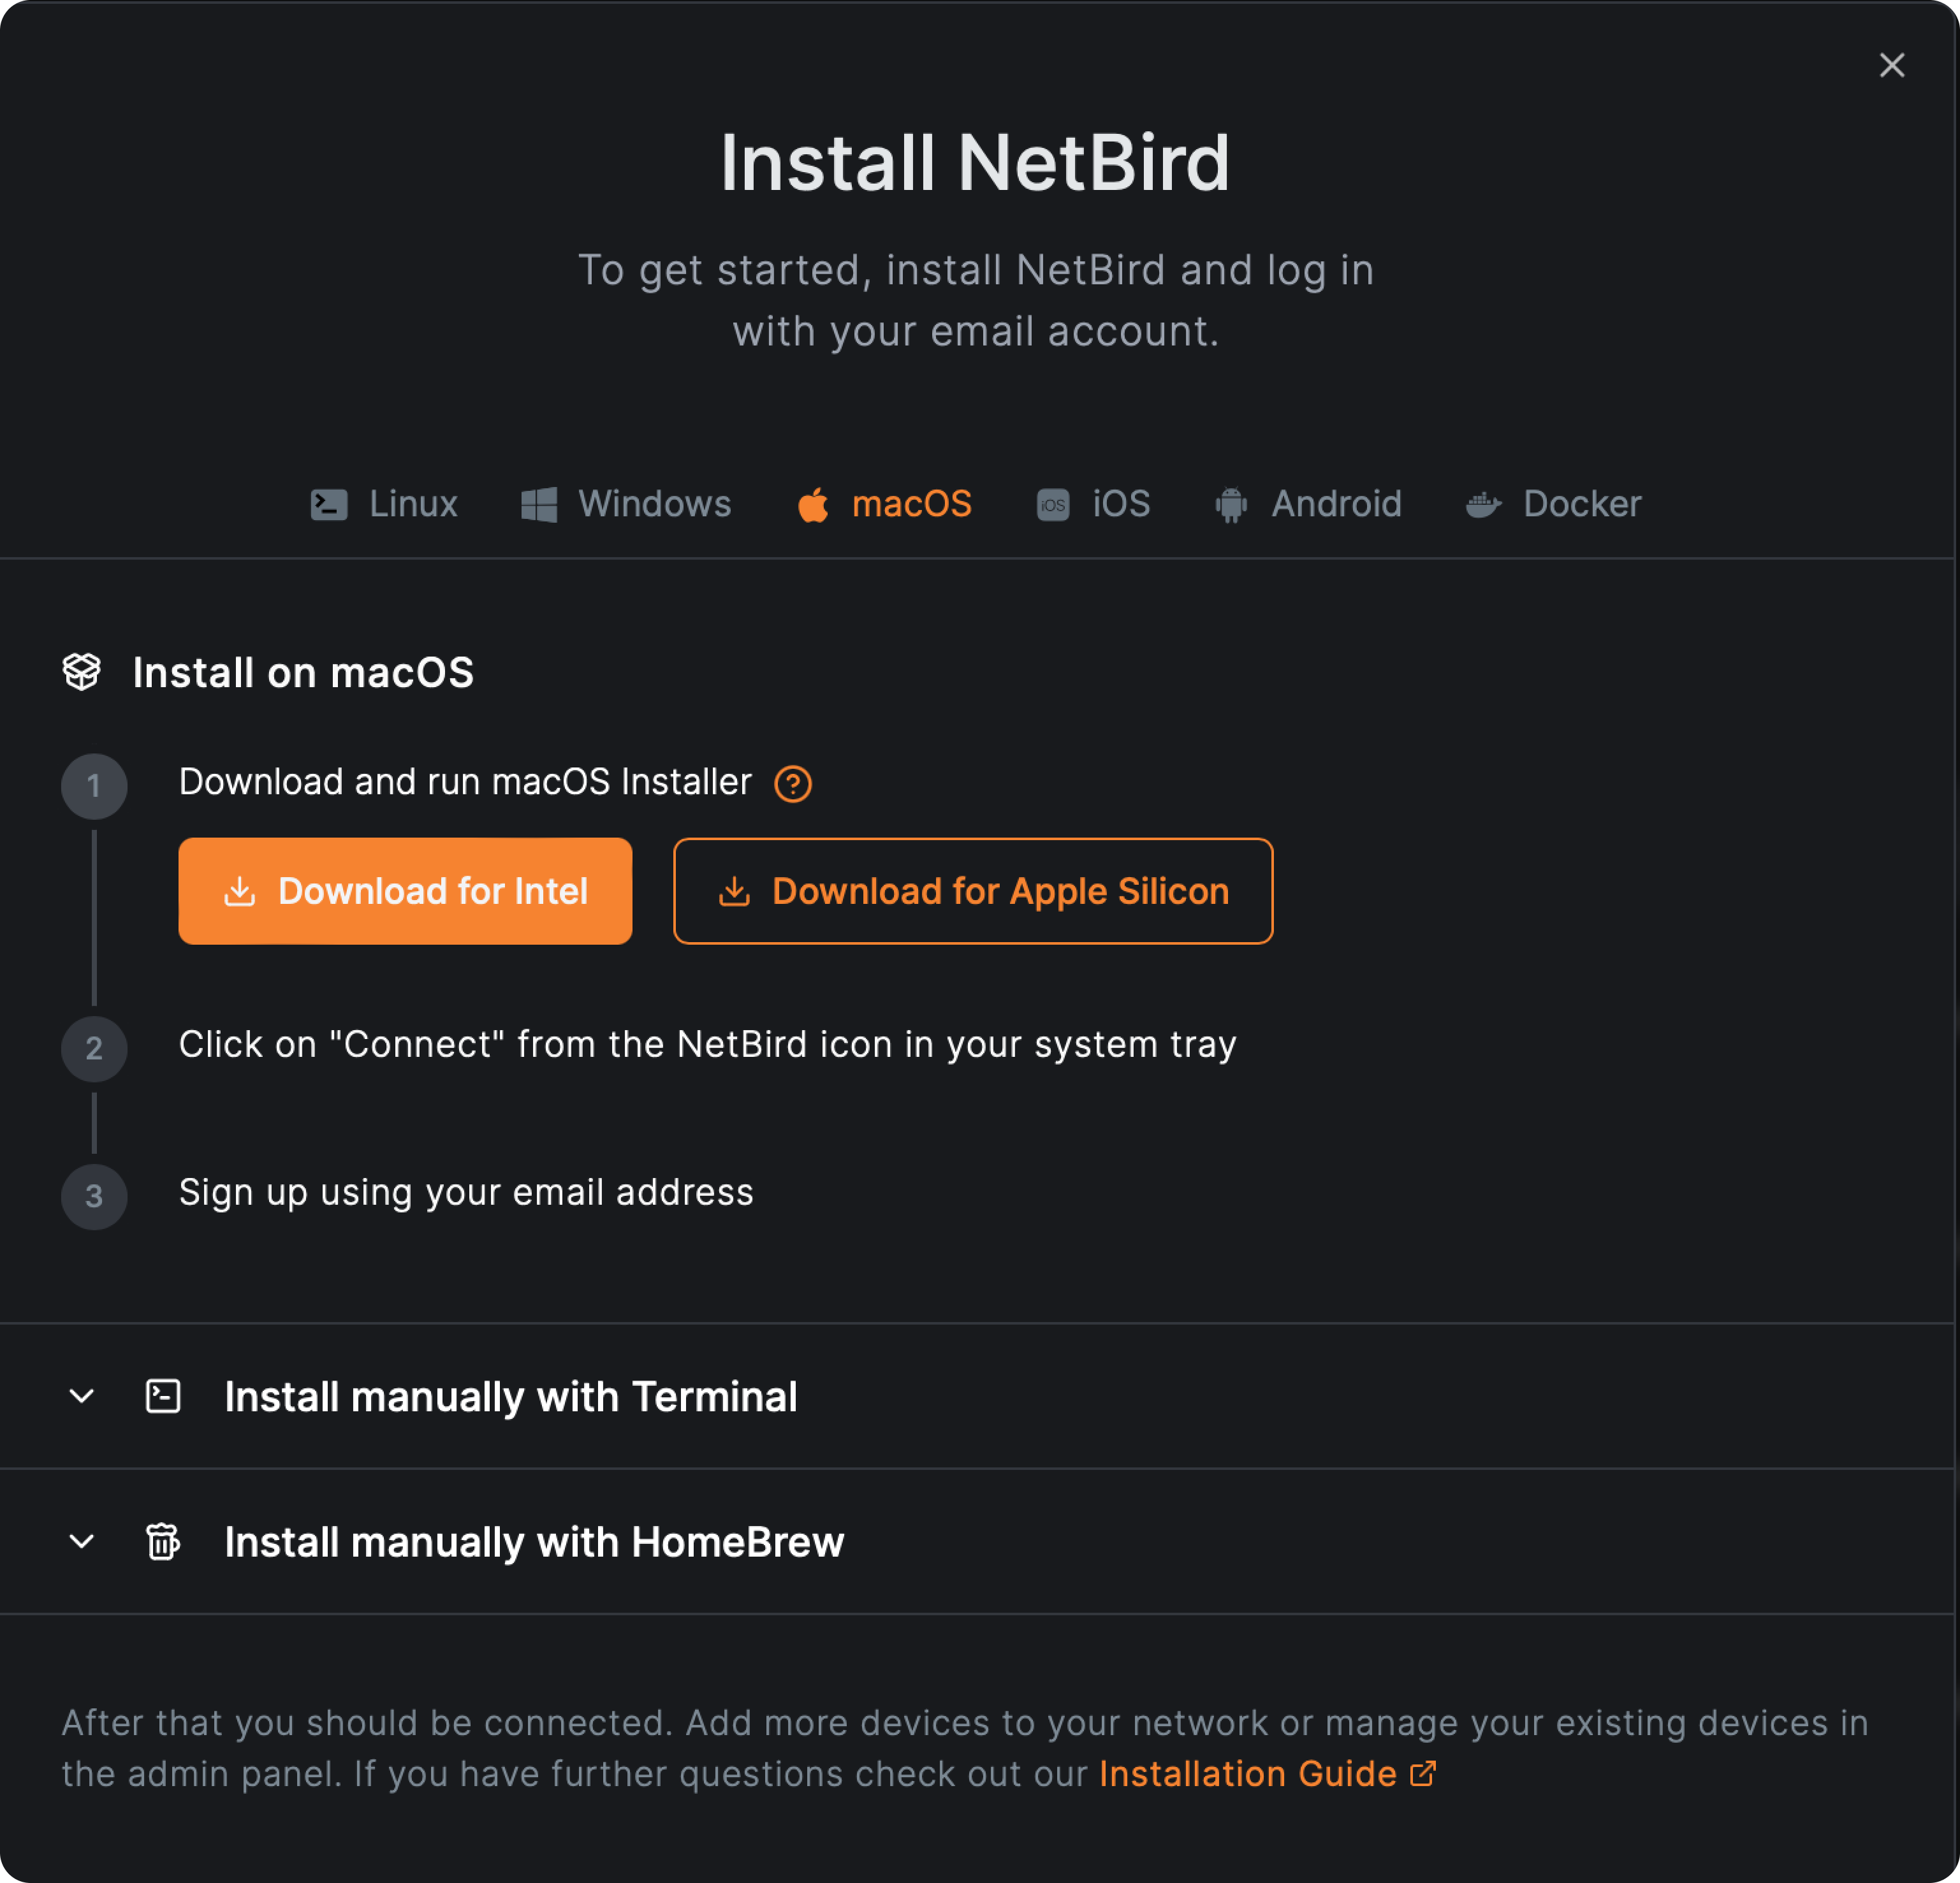 Install NetBird
To get started, install NetBird and log in
with your email account.
Linux
Windows
macOS
iOS
iOS
Android
Docker
Install on macOS
1
Download and run macOS Installer
?
Download for Intel
Download for Apple Silicon
2
Click on "Connect" from the NetBird icon in your system tray
3
Sign up using your email address
Install manually with Terminal
Install manually with HomeBrew
After that you should be connected. Add more devices to your network or manage your existing devices in
the admin panel. If you have further questions check out our Installation Guide